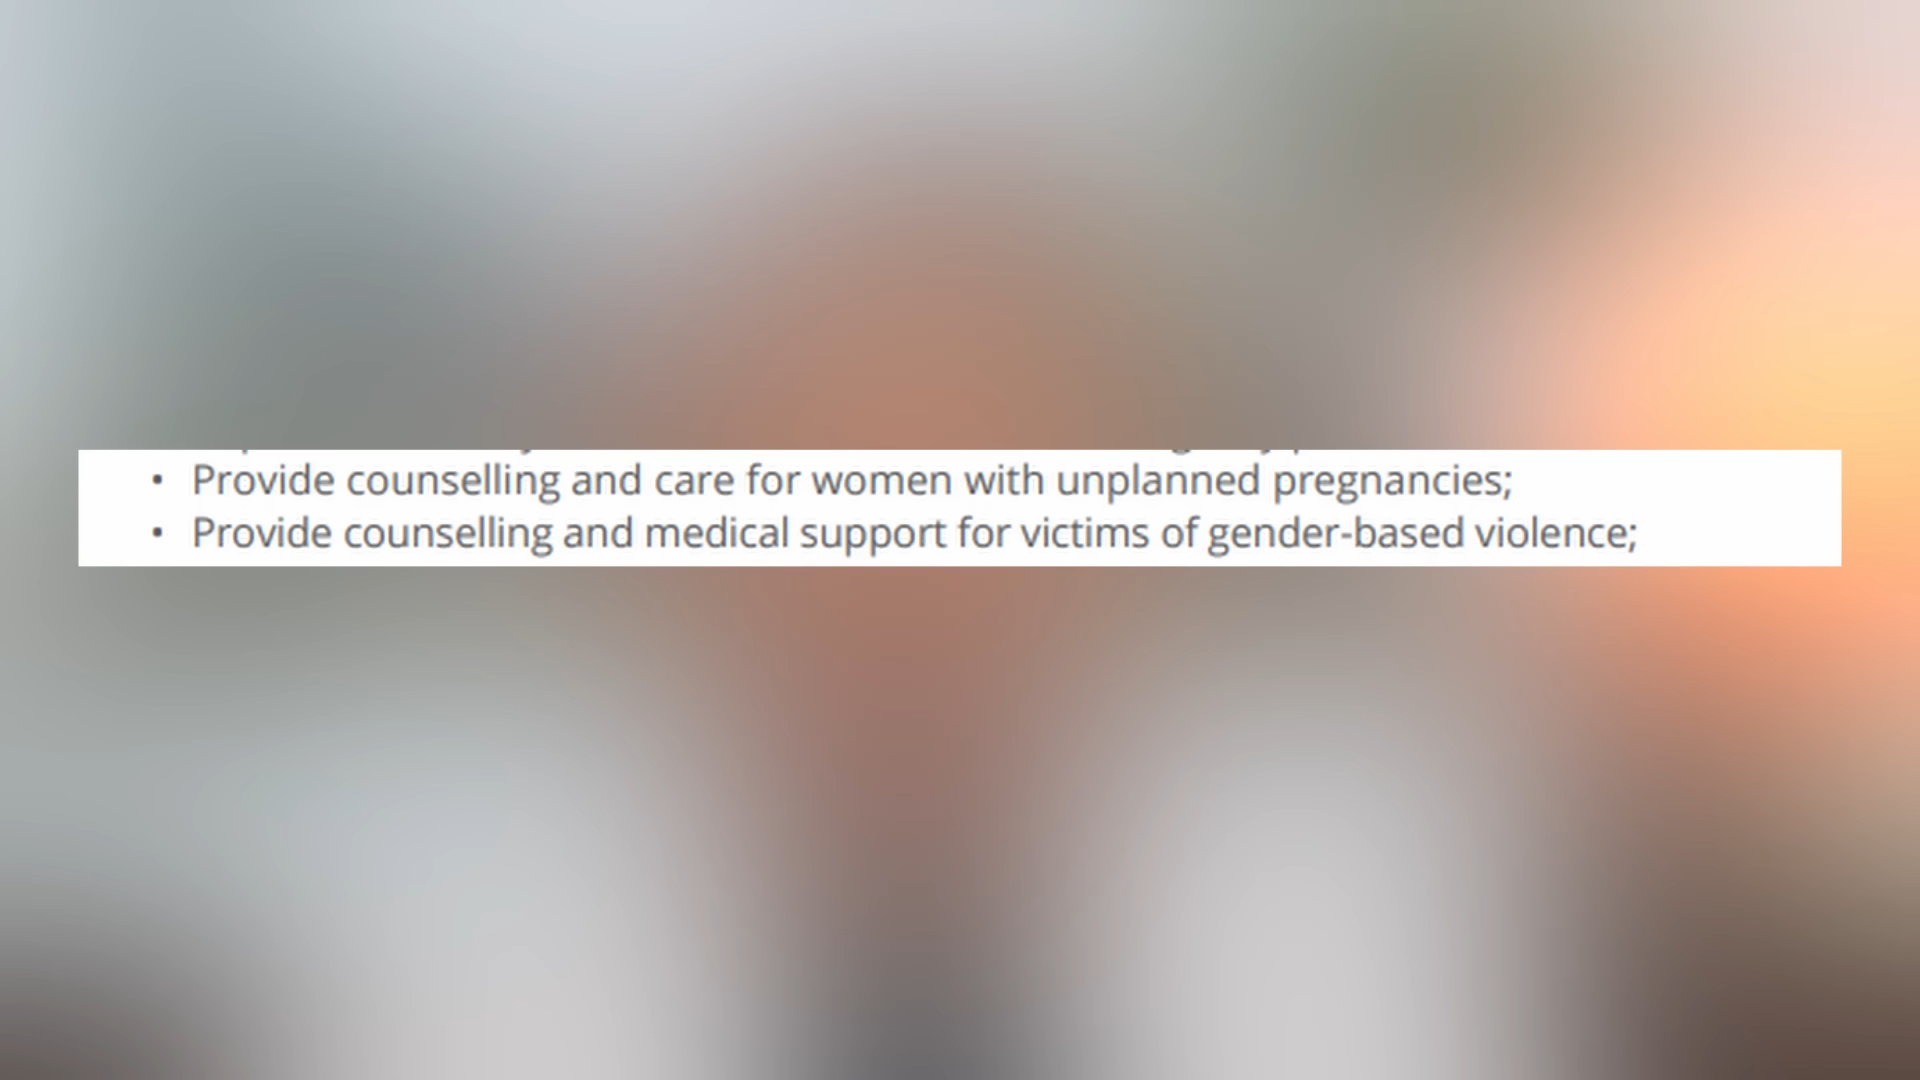 • Provide counselling and care for women with unplanned pregnancies;
• Provide counselling and medical support for victims of gender-based violence;